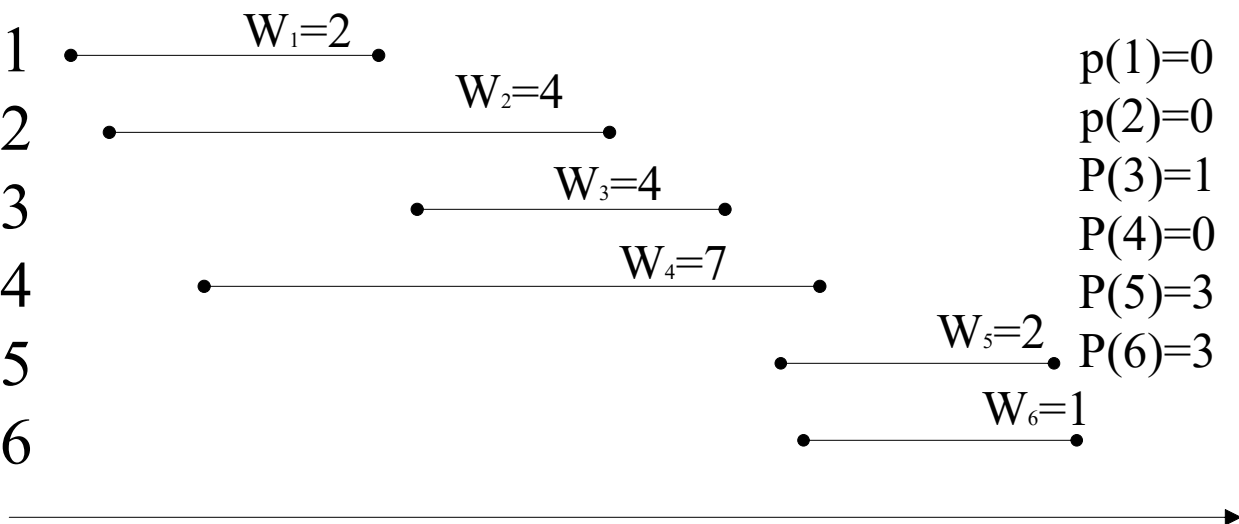 1
W₁=2
p(1)=0
2
W₂=4
p(2)=0
3
W₃=4
P(3)=1
4
W₄=7
P(4)=0
5
W₅=2
P(5)=3
6
W₆=1
P(6)=3